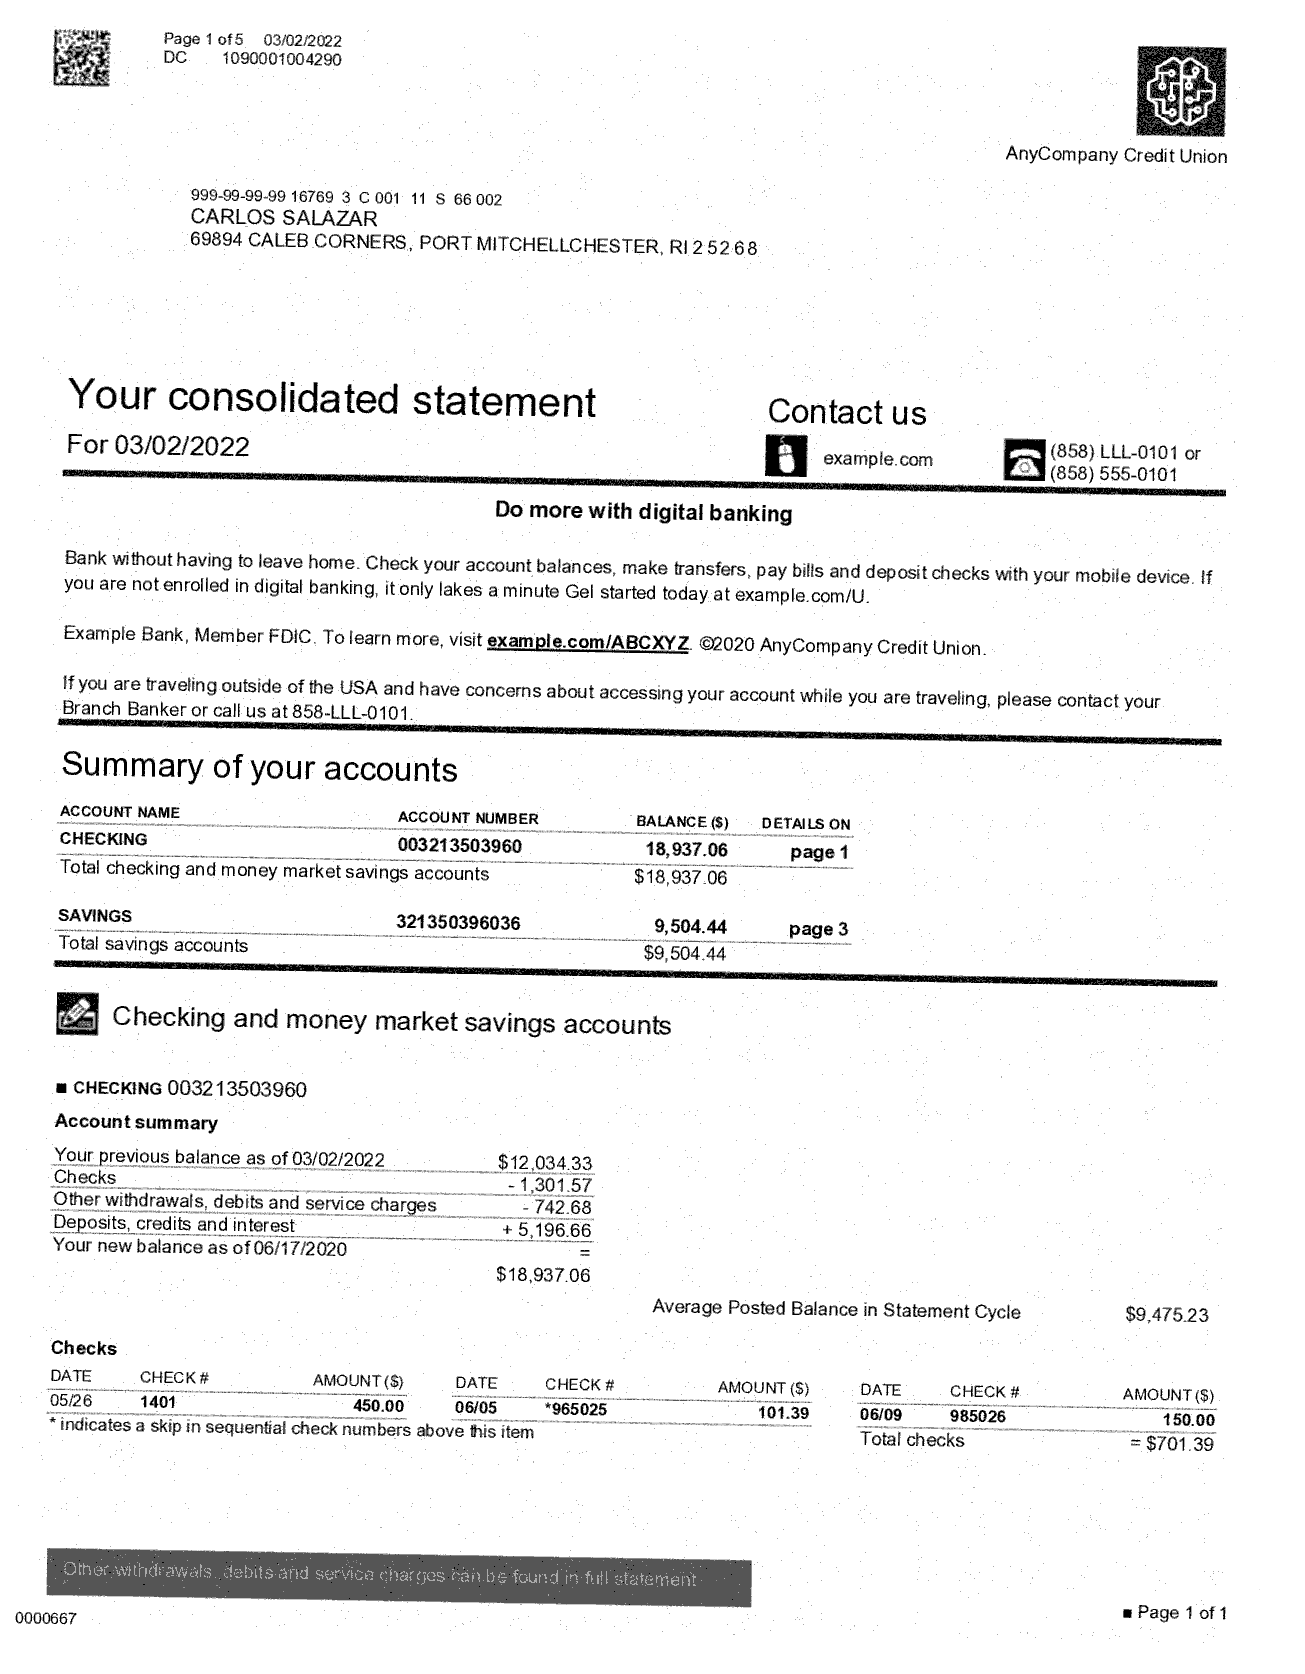 Page 1 of 5 03/02/2022
DC 1090001004290
AnyCompany Credit Union
999-99-99-99 16769 3 C 001 11 S 66 002
CARLOS SALAZAR
69894 CALEB CORNERS, PORT MITCHELLCHESTER, RI 2 52 6 8
Your consolidated statement
For 03/02/2022
Contact us
example.com
(858) LLL-0101 or
(858) 555-0101
Do more with digital banking
Bank without having to leave home. Check your account balances, make transfers, pay bills and deposit checks with your mobile device. If
you are not enrolled in digital banking, it only lakes a minute Gel started today at example.com/U.
Example Bank, Member FDIC. To learn more, visit example.com/ABCXYZ. ©2020 AnyCompany Credit Union.
If you are traveling outside of the USA and have concerns about accessing your account while you are traveling, please contact your
Branch Banker or call us at 858-LLL-0101.
Summary of your accounts
ACCOUNT NAME ACCOUNT NUMBER BALANCE ($) DETAILS ON
CHECKING 003213503960 18,937.06 page 1
Total checking and money market savings accounts $18,937.06
SAVINGS 321350396036 9,504.44 page 3
Total savings accounts $9,504.44
Checking and money market savings accounts
■ CHECKING 003213503960
Account summary
Your previous balance as of 03/02/2022 $12,034.33
Checks - 1,301.57
Other withdrawals, debits and service charges - 742.68
Deposits, credits and interest + 5,196.66
Your new balance as of 06/17/2020 =
$18,937.06
Average Posted Balance in Statement Cycle $9,475.23
Checks
DATE CHECK # AMOUNT ($) DATE CHECK # AMOUNT ($) DATE CHECK # AMOUNT ($)
05/26 1401 450.00 06/05 *965025 101.39 06/09 985026 150.00
* indicates a skip in sequential check numbers above this item Total checks = $701.39
Other withdrawals, debits and service charges can be found in full statement
0000667
■ Page 1 of 1